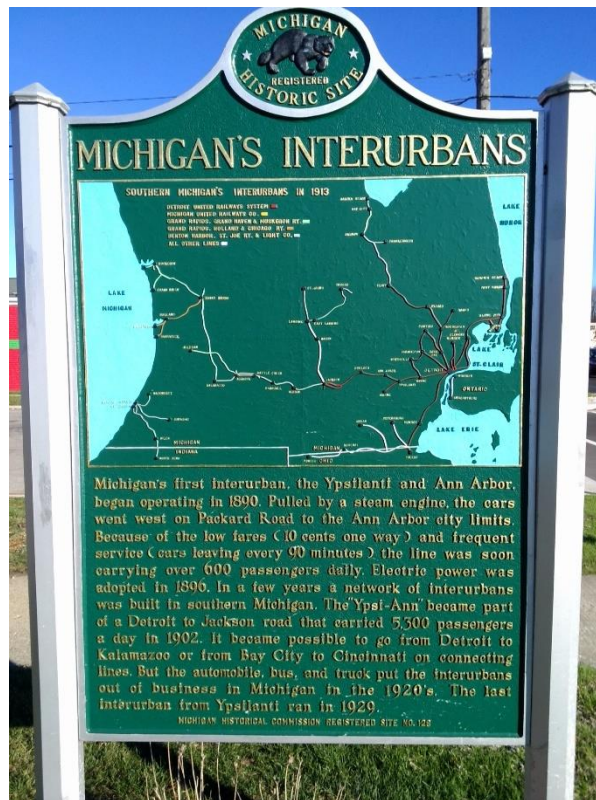 MICHIGAN
REGISTERED
HISTORIC SITE
MICHIGAN'S INTERURBANS
SOUTHERN MICHIGAN'S INTERURBANS IN 1913
DETROIT UNITED RAILWAYS SYSTEM
MICHIGAN UNITED RAILWAYS CO.
GRAND RAPIDS, GRAND HAVEN & MUSKEGON RY.
GRAND RAPIDS, HOLLAND & CHICAGO RY.
BENTON HARBOR, ST. JOE RY. & LIGHT CO.
ALL OTHER LINES
LAKE
HURON
LAKE
MICHIGAN
LAKE
ST. CLAIR
DETROIT
ONTARIO
LAKE ERIE
MICHIGAN
INDIANA
MICHIGAN
OHIO
Michigan's first interurban, the Ypsilanti and Ann Arbor,
began operating in 1890. Pulled by a steam engine, the cars
went west on Packard Road to the Ann Arbor city limits.
Because of the low fares (10 cents one way) and frequent
service (cars leaving every 90 minutes), the line was soon
carrying over 600 passengers daily. Electric power was
adopted in 1896. In a few years a network of interurbans
was built in southern Michigan. The "Ypsi-Ann" became part
of a Detroit to Jackson road that carried 5,300 passengers
a day in 1902. It became possible to go from Detroit to
Kalamazoo or from Bay City to Cincinnati on connecting
lines. But the automobile, bus, and truck put the interurbans
out of business in Michigan in the 1920's. The last
interurban from Ypsilanti ran in 1929.
MICHIGAN HISTORICAL COMMISSION REGISTERED SITE NO. 126